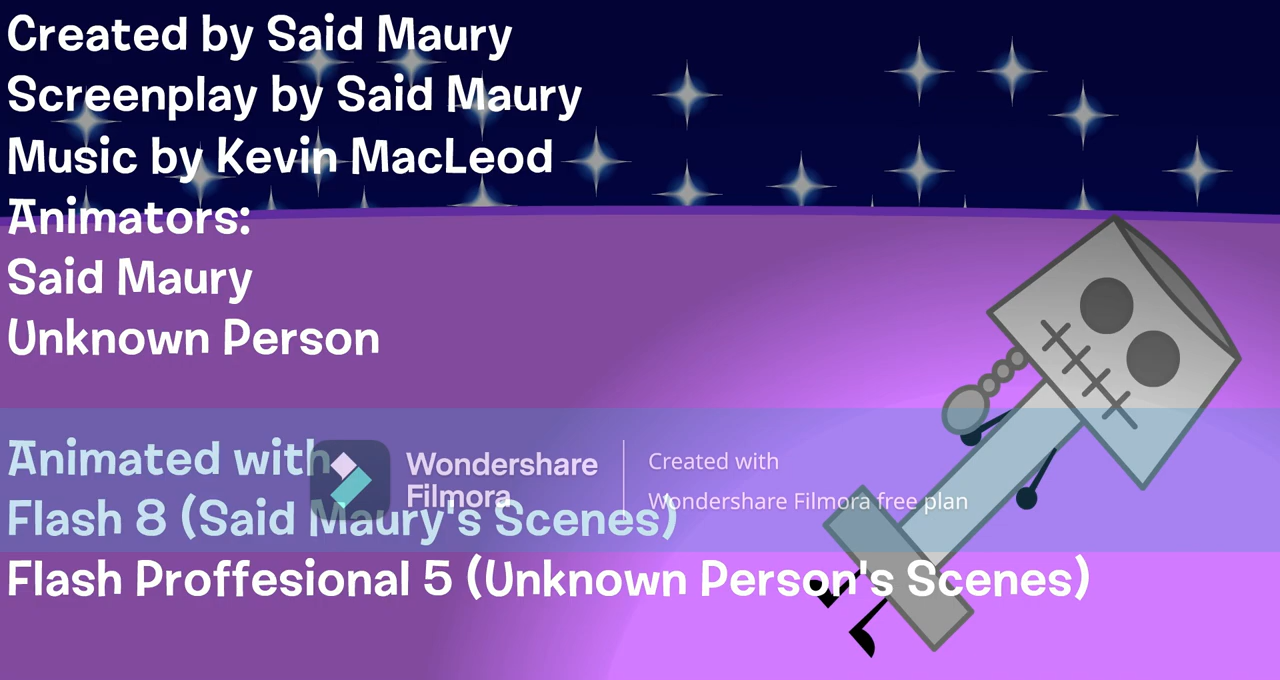 Created by Said Maury
Screenplay by Said Maury
Music by Kevin MacLeod
Animators:
Said Maury
Unknown Person
Animated with
Flash 8 (Said Maury's Scenes)
Flash Proffesional 5 (Unknown Person's Scenes)
Wondershare
Filmora
Created with
Wondershare Filmora free plan